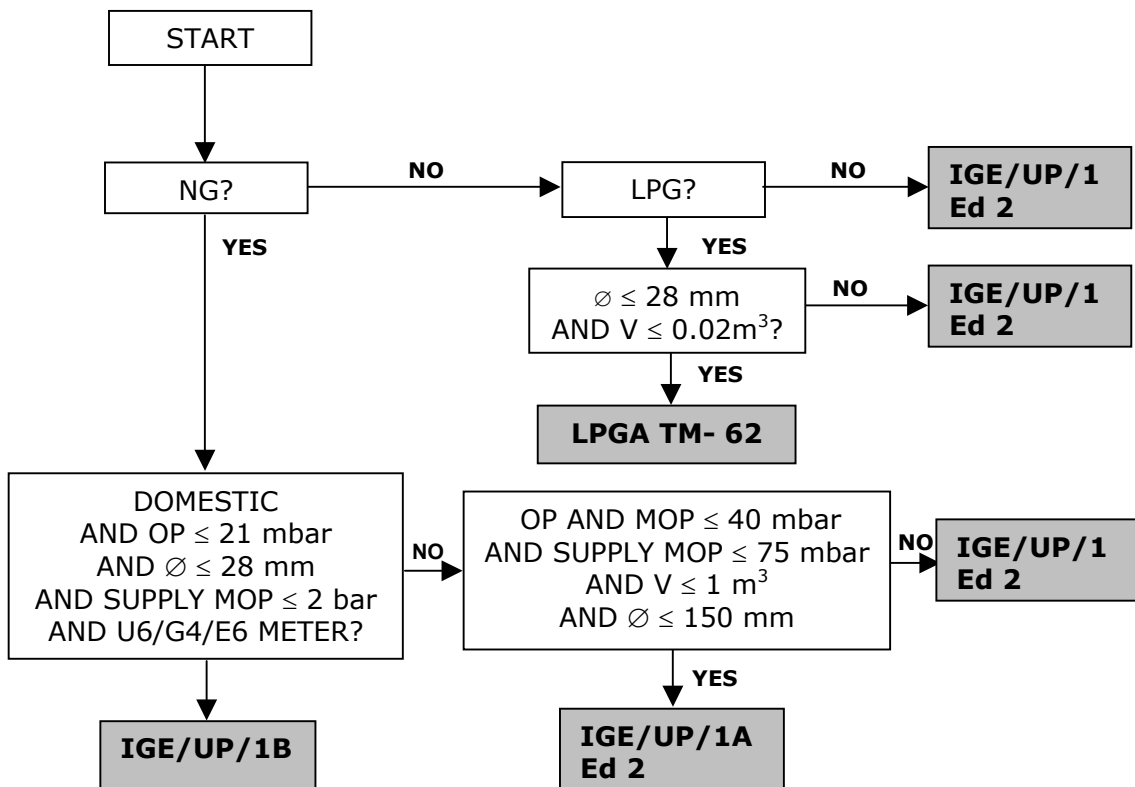 START
NG?
NO
LPG?
NO
IGE/UP/1
Ed 2
YES
YES
∅ ≤ 28 mm
AND V ≤ 0.02m³?
NO
IGE/UP/1
Ed 2
YES
LPGA TM- 62
DOMESTIC
AND OP ≤ 21 mbar
AND ∅ ≤ 28 mm
AND SUPPLY MOP ≤ 2 bar
AND U6/G4/E6 METER?
NO
OP AND MOP ≤ 40 mbar
AND SUPPLY MOP ≤ 75 mbar
AND V ≤ 1 m³
AND ∅ ≤ 150 mm
NO
IGE/UP/1
Ed 2
YES
IGE/UP/1B
IGE/UP/1A
Ed 2